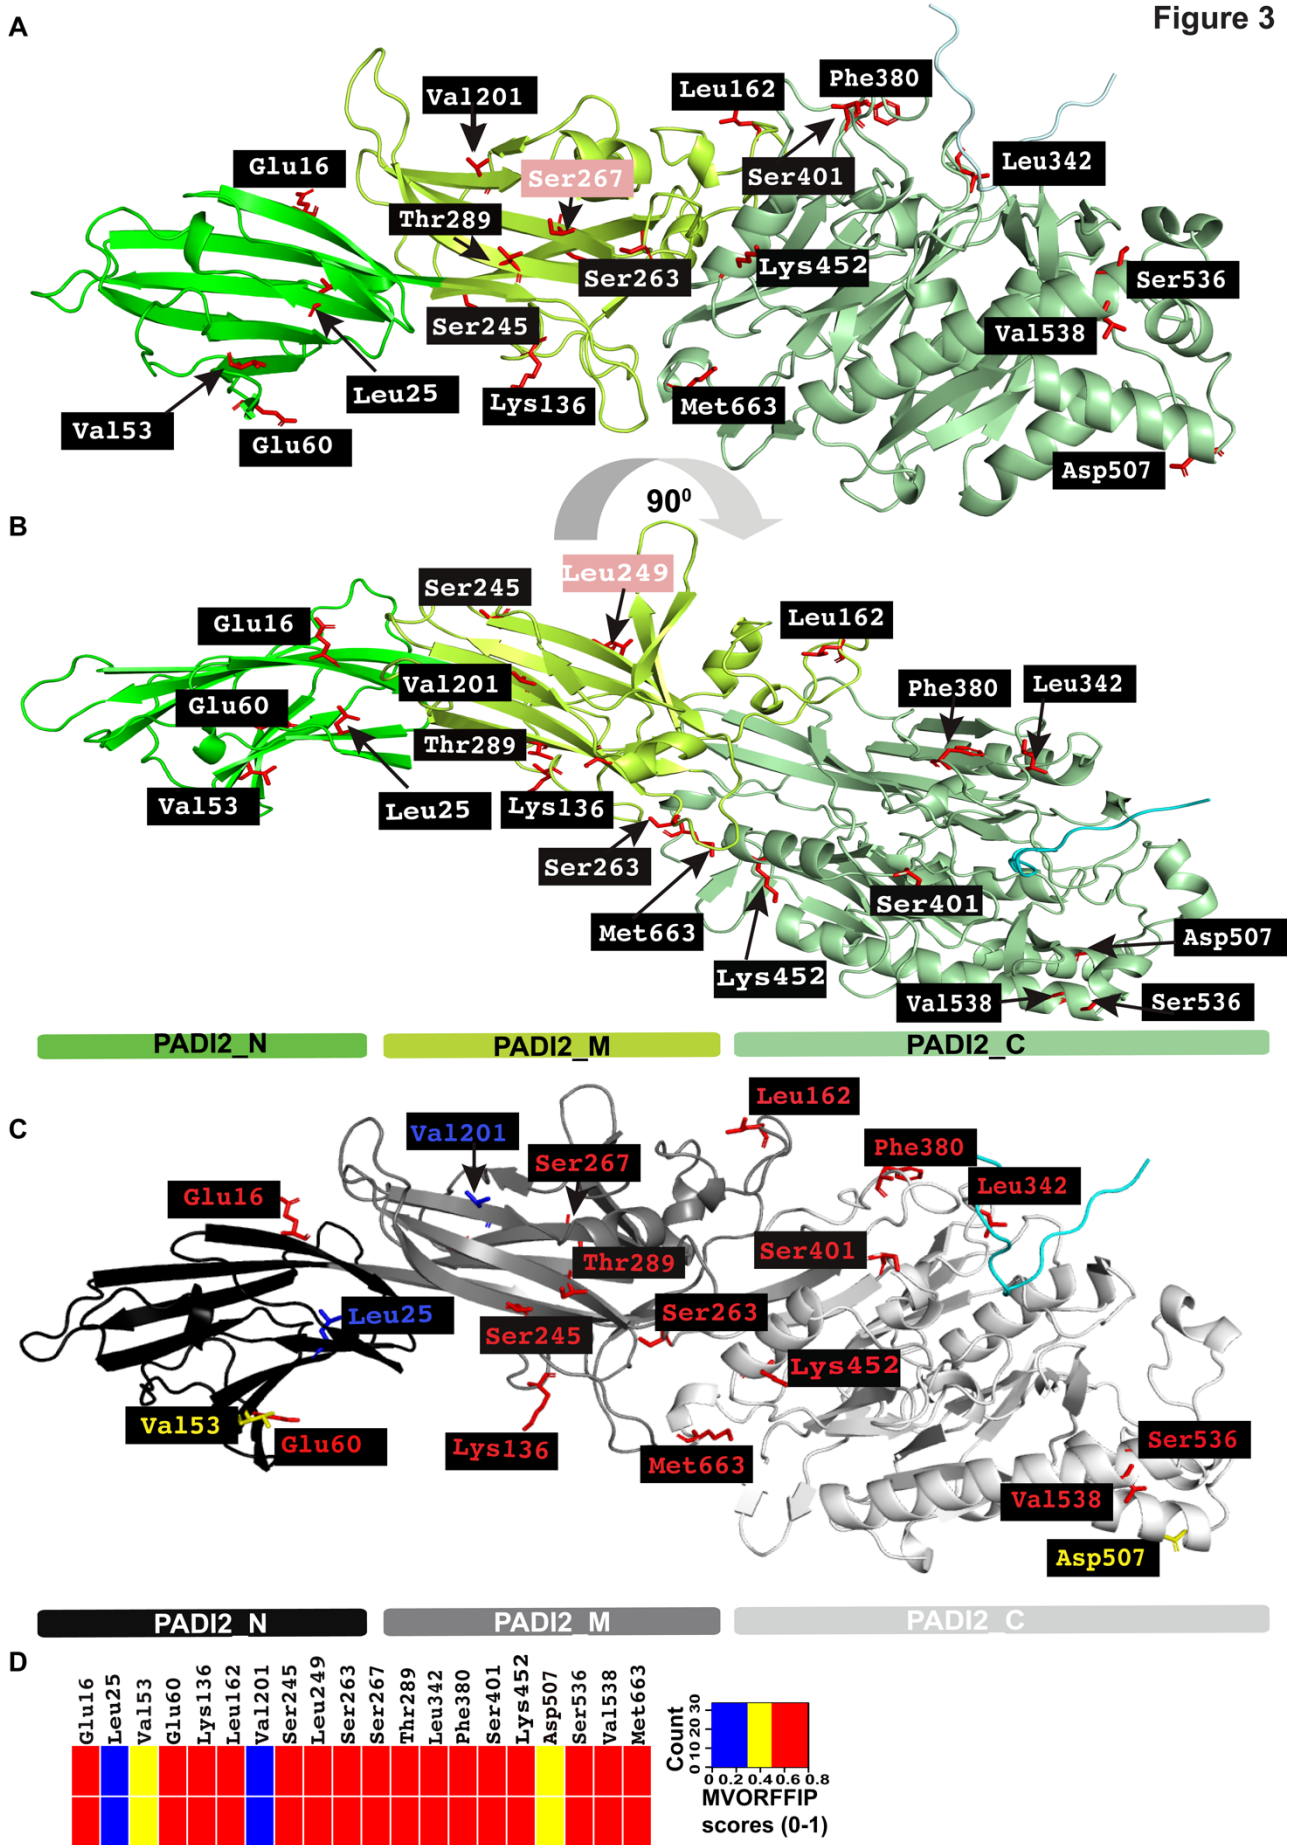 Figure 3
A
Phe380
Leu162
Val201
Glu16
Ser267
Ser401
Leu342
Thr289
Ser263
Lys452
Ser536
Ser245
Val538
Leu25
Lys136
Met663
Val53
Glu60
Asp507
90⁰
B
Leu249
Ser245
Glu16
Leu162
Val201
Phe380
Leu342
Glu60
Thr289
Val53
Leu25
Lys136
Ser263
Ser401
Met663
Asp507
Lys452
Val538
Ser536
PADI2_N
PADI2_M
PADI2_C
C
Leu162
Val201
Ser267
Phe380
Glu16
Leu342
Thr289
Ser401
Leu25
Ser263
Ser245
Lys452
Val53
Glu60
Lys136
Met663
Ser536
Val538
Asp507
PADI2_N
PADI2_M
PADI2_C
D
Glu16
Leu25
Val53
Glu60
Lys136
Leu162
Val201
Ser245
Leu249
Ser263
Ser267
Thr289
Leu342
Phe380
Ser401
Lys452
Asp507
Ser536
Val538
Met663
Count
0 10 20 30
0 0.2 0.4 0.6 0.8
MVORFFIP
scores (0-1)